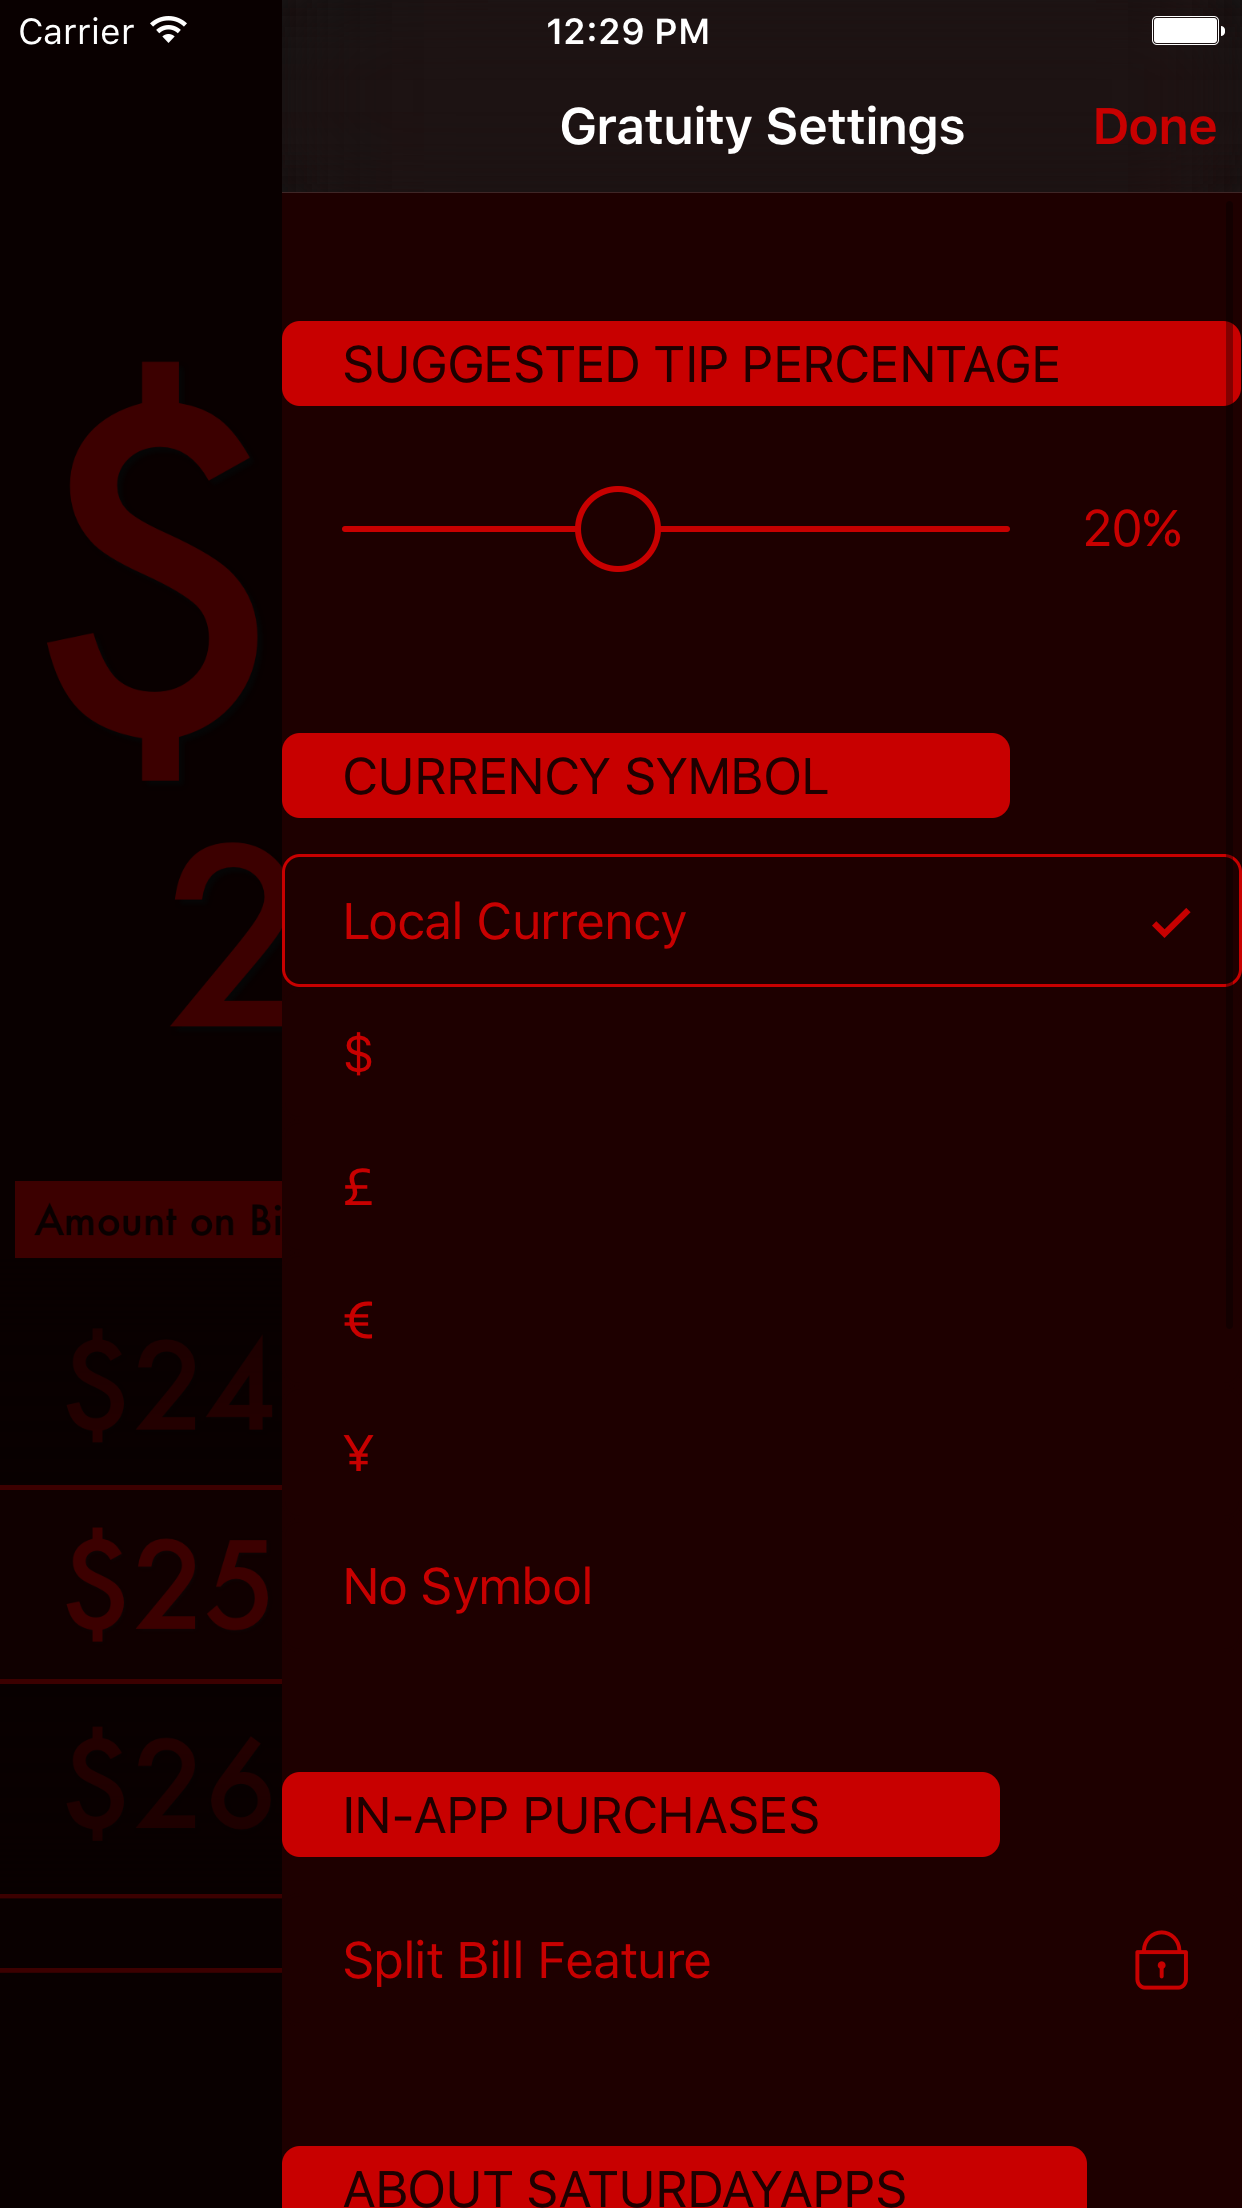 Carrier 12:29 PM
Gratuity Settings Done
SUGGESTED TIP PERCENTAGE
20%
CURRENCY SYMBOL
Local Currency
$
£
€
¥
No Symbol
IN-APP PURCHASES
Split Bill Feature
ABOUT SATURDAYAPPS
$
2
Amount on Bi
$24
$25
$26